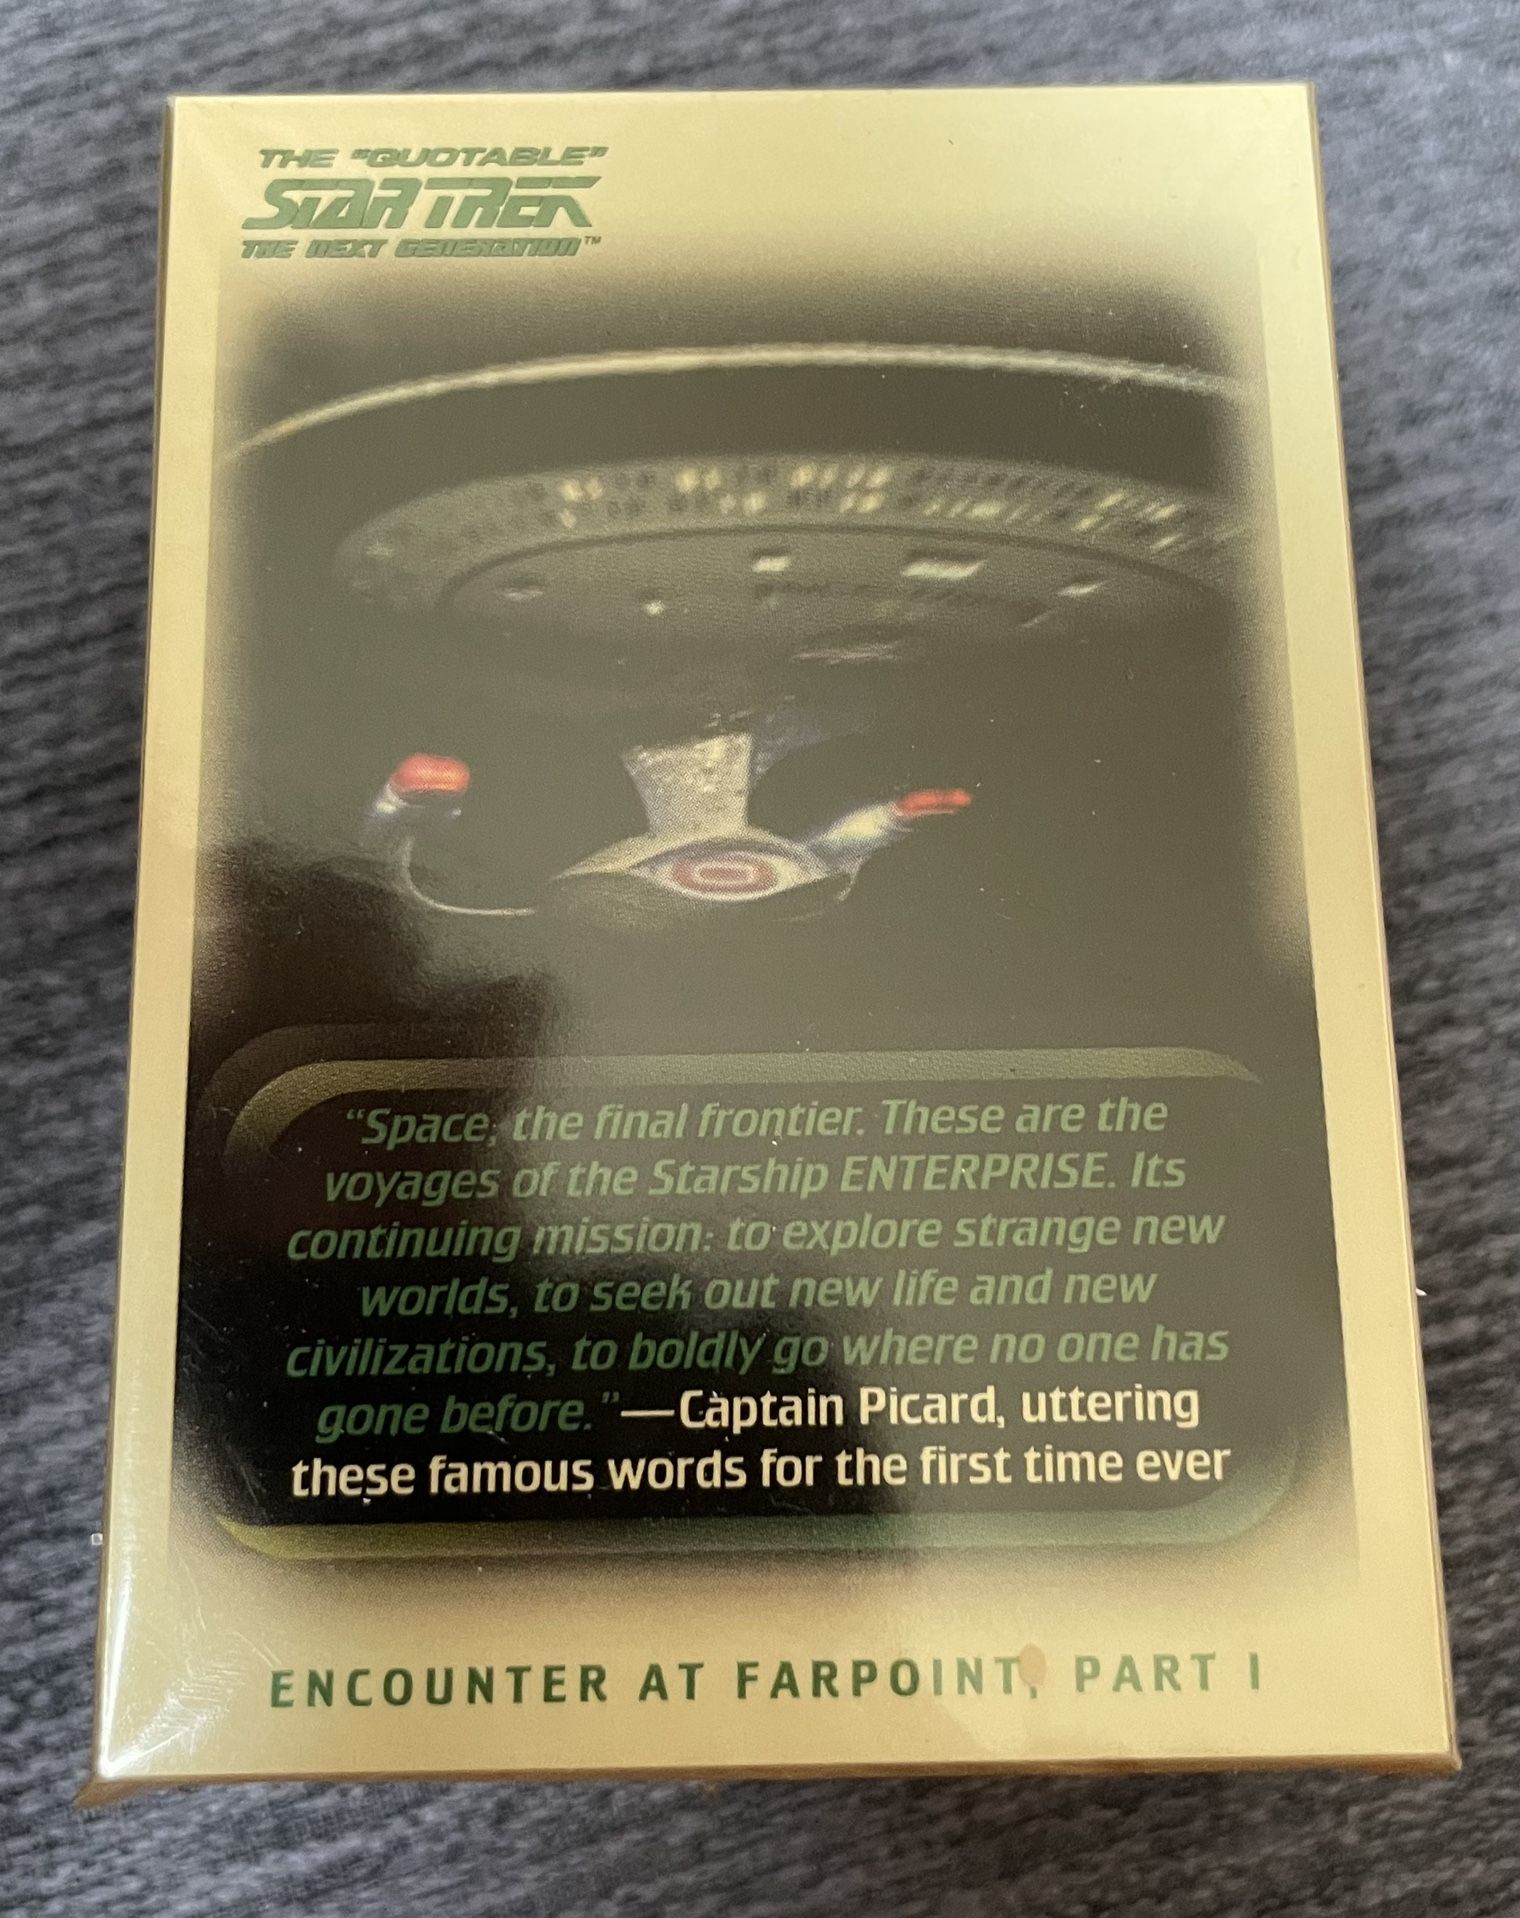 THE "QUOTABLE"
STAR TREK
THE NEXT GENERATION™
“Space, the final frontier. These are the
voyages of the Starship ENTERPRISE. Its
continuing mission: to explore strange new
worlds, to seek out new life and new
civilizations, to boldly go where no one has
gone before.”—Captain Picard, uttering
these famous words for the first time ever
ENCOUNTER AT FARPOINT, PART I